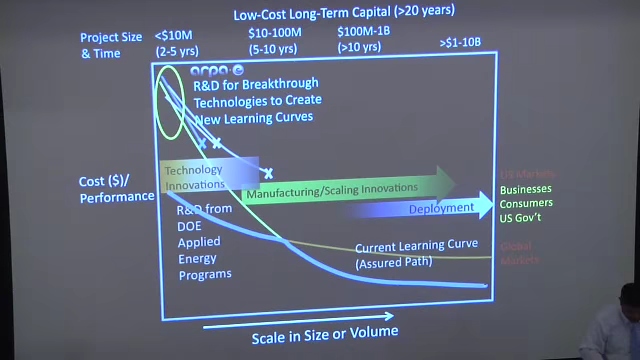 Low-Cost Long-Term Capital (>20 years)
Project Size & Time
<$10M (2-5 yrs)
$10-100M (5-10 yrs)
$100M-1B (>10 yrs)
>$1-10B
arpa·e
R&D for Breakthrough
Technologies to Create
New Learning Curves
Technology
Innovations
Manufacturing/Scaling Innovations
Deployment
Cost ($)/
Performance
US Markets
Businesses
Consumers
US Gov't
Global
Markets
R&D from
DOE
Applied
Energy
Programs
Current Learning Curve
(Assured Path)
Scale in Size or Volume